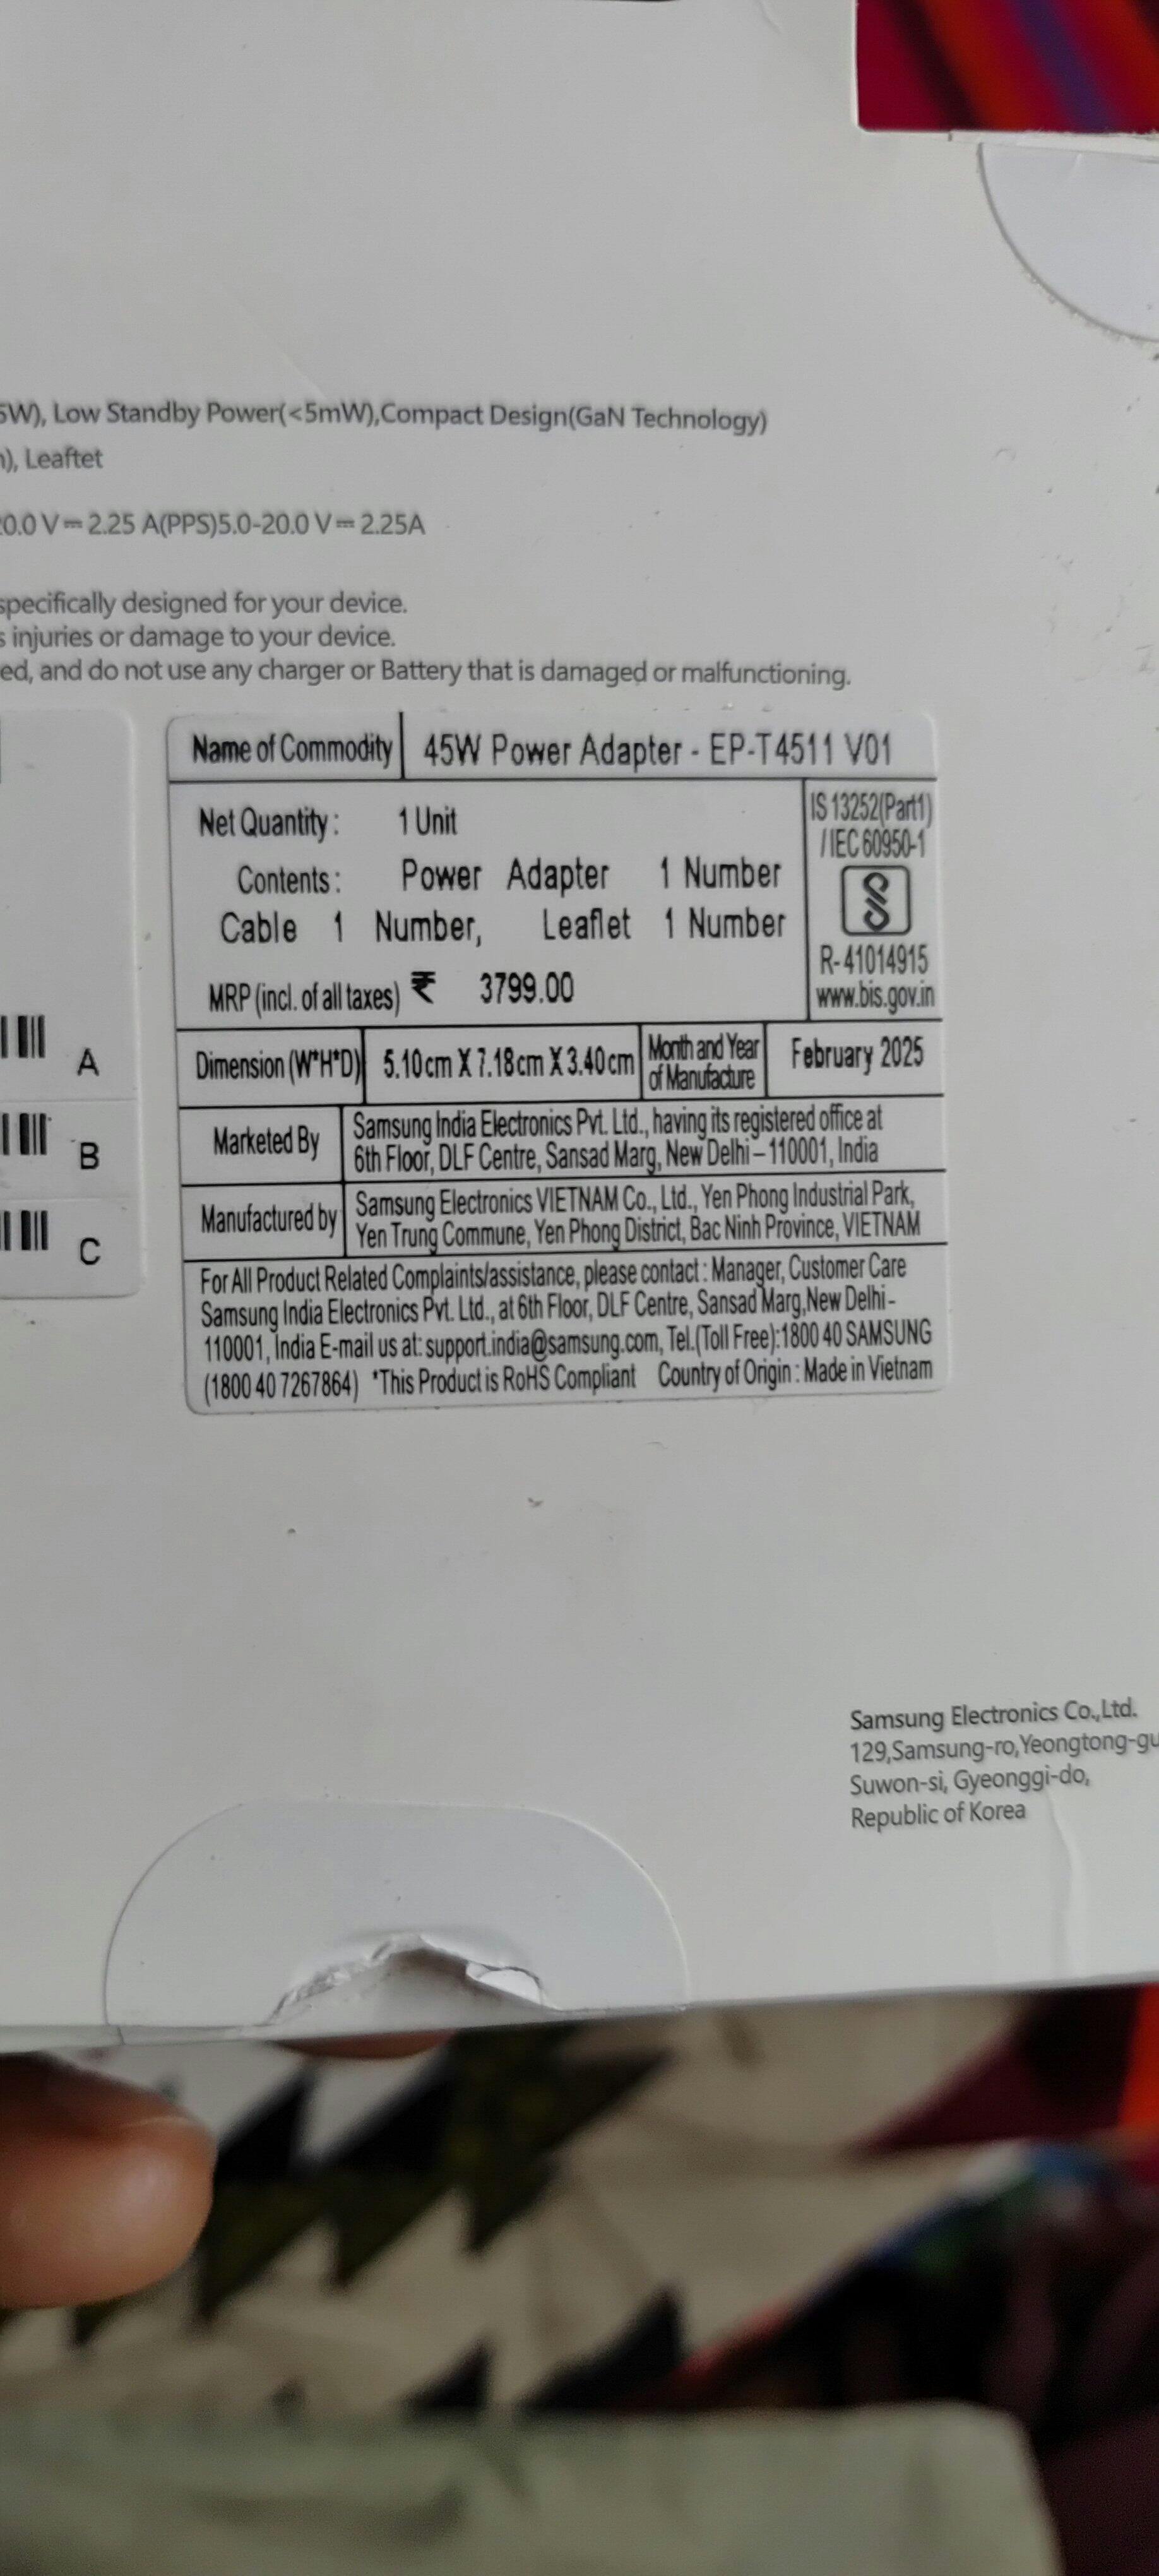 5W), Low Standby Power(<5mW),Compact Design(GaN Technology)
), Leaftet
20.0 V⎓ 2.25 A(PPS)5.0-20.0 V⎓ 2.25A
specifically designed for your device.
s injuries or damage to your device.
ed, and do not use any charger or Battery that is damaged or malfunctioning.
Name of Commodity 45W Power Adapter - EP-T4511 V01
Net Quantity : 1 Unit
Contents : Power Adapter 1 Number
Cable 1 Number, Leaflet 1 Number
MRP (incl. of all taxes) ₹ 3799.00
IS 13252(Part1)
/ IEC 60950-1
R- 41014915
www.bis.gov.in
Dimension (W*H*D) 5.10cm X 7.18cm X 3.40cm
Month and Year
of Manufacture
February 2025
Marketed By
Samsung India Electronics Pvt. Ltd., having its registered office at
6th Floor, DLF Centre, Sansad Marg, New Delhi – 110001, India
Manufactured by
Samsung Electronics VIETNAM Co., Ltd., Yen Phong Industrial Park,
Yen Trung Commune, Yen Phong District, Bac Ninh Province, VIETNAM
For All Product Related Complaints/assistance, please contact : Manager, Customer Care
Samsung India Electronics Pvt. Ltd., at 6th Floor, DLF Centre, Sansad Marg,New Delhi-
110001, India E-mail us at: support.india@samsung.com, Tel.(Toll Free):1800 40 SAMSUNG
(1800 40 7267864) *This Product is RoHS Compliant Country of Origin : Made in Vietnam
A
B
C
Samsung Electronics Co.,Ltd.
129,Samsung-ro,Yeongtong-gu
Suwon-si, Gyeonggi-do,
Republic of Korea